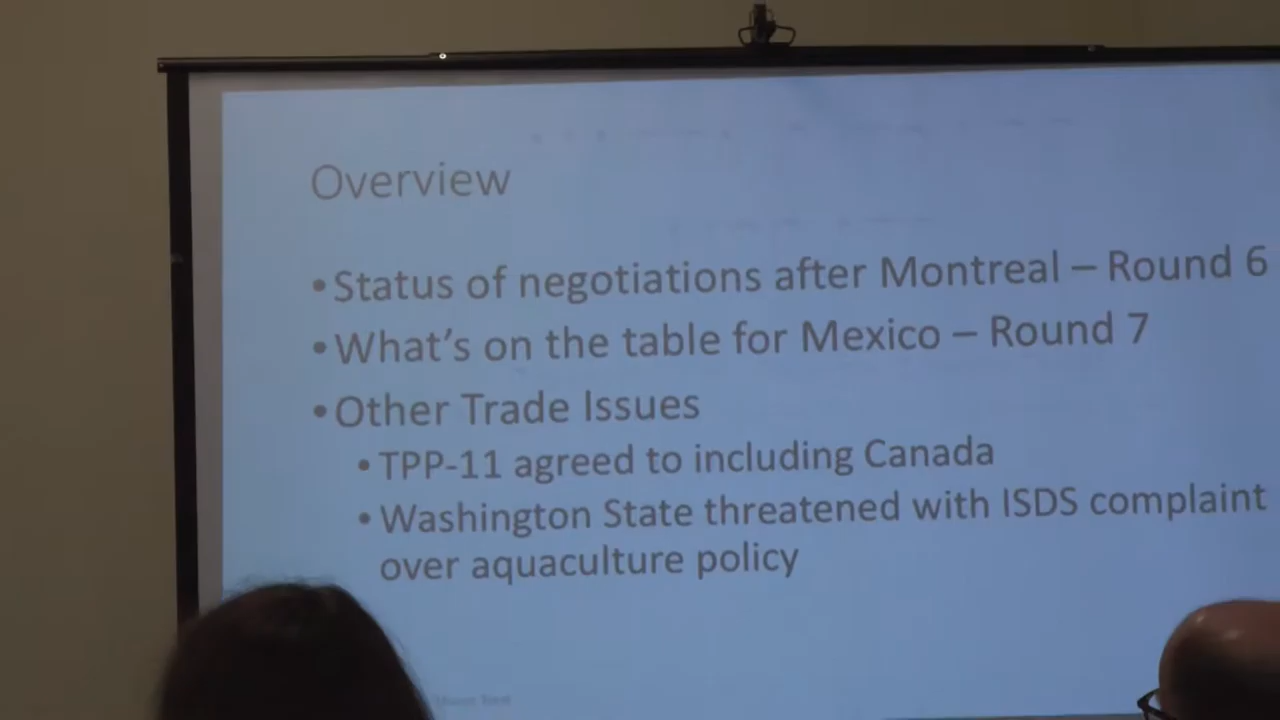 Overview
•Status of negotiations after Montreal – Round 6
•What's on the table for Mexico – Round 7
•Other Trade Issues
•TPP-11 agreed to including Canada
•Washington State threatened with ISDS complaint
over aquaculture policy